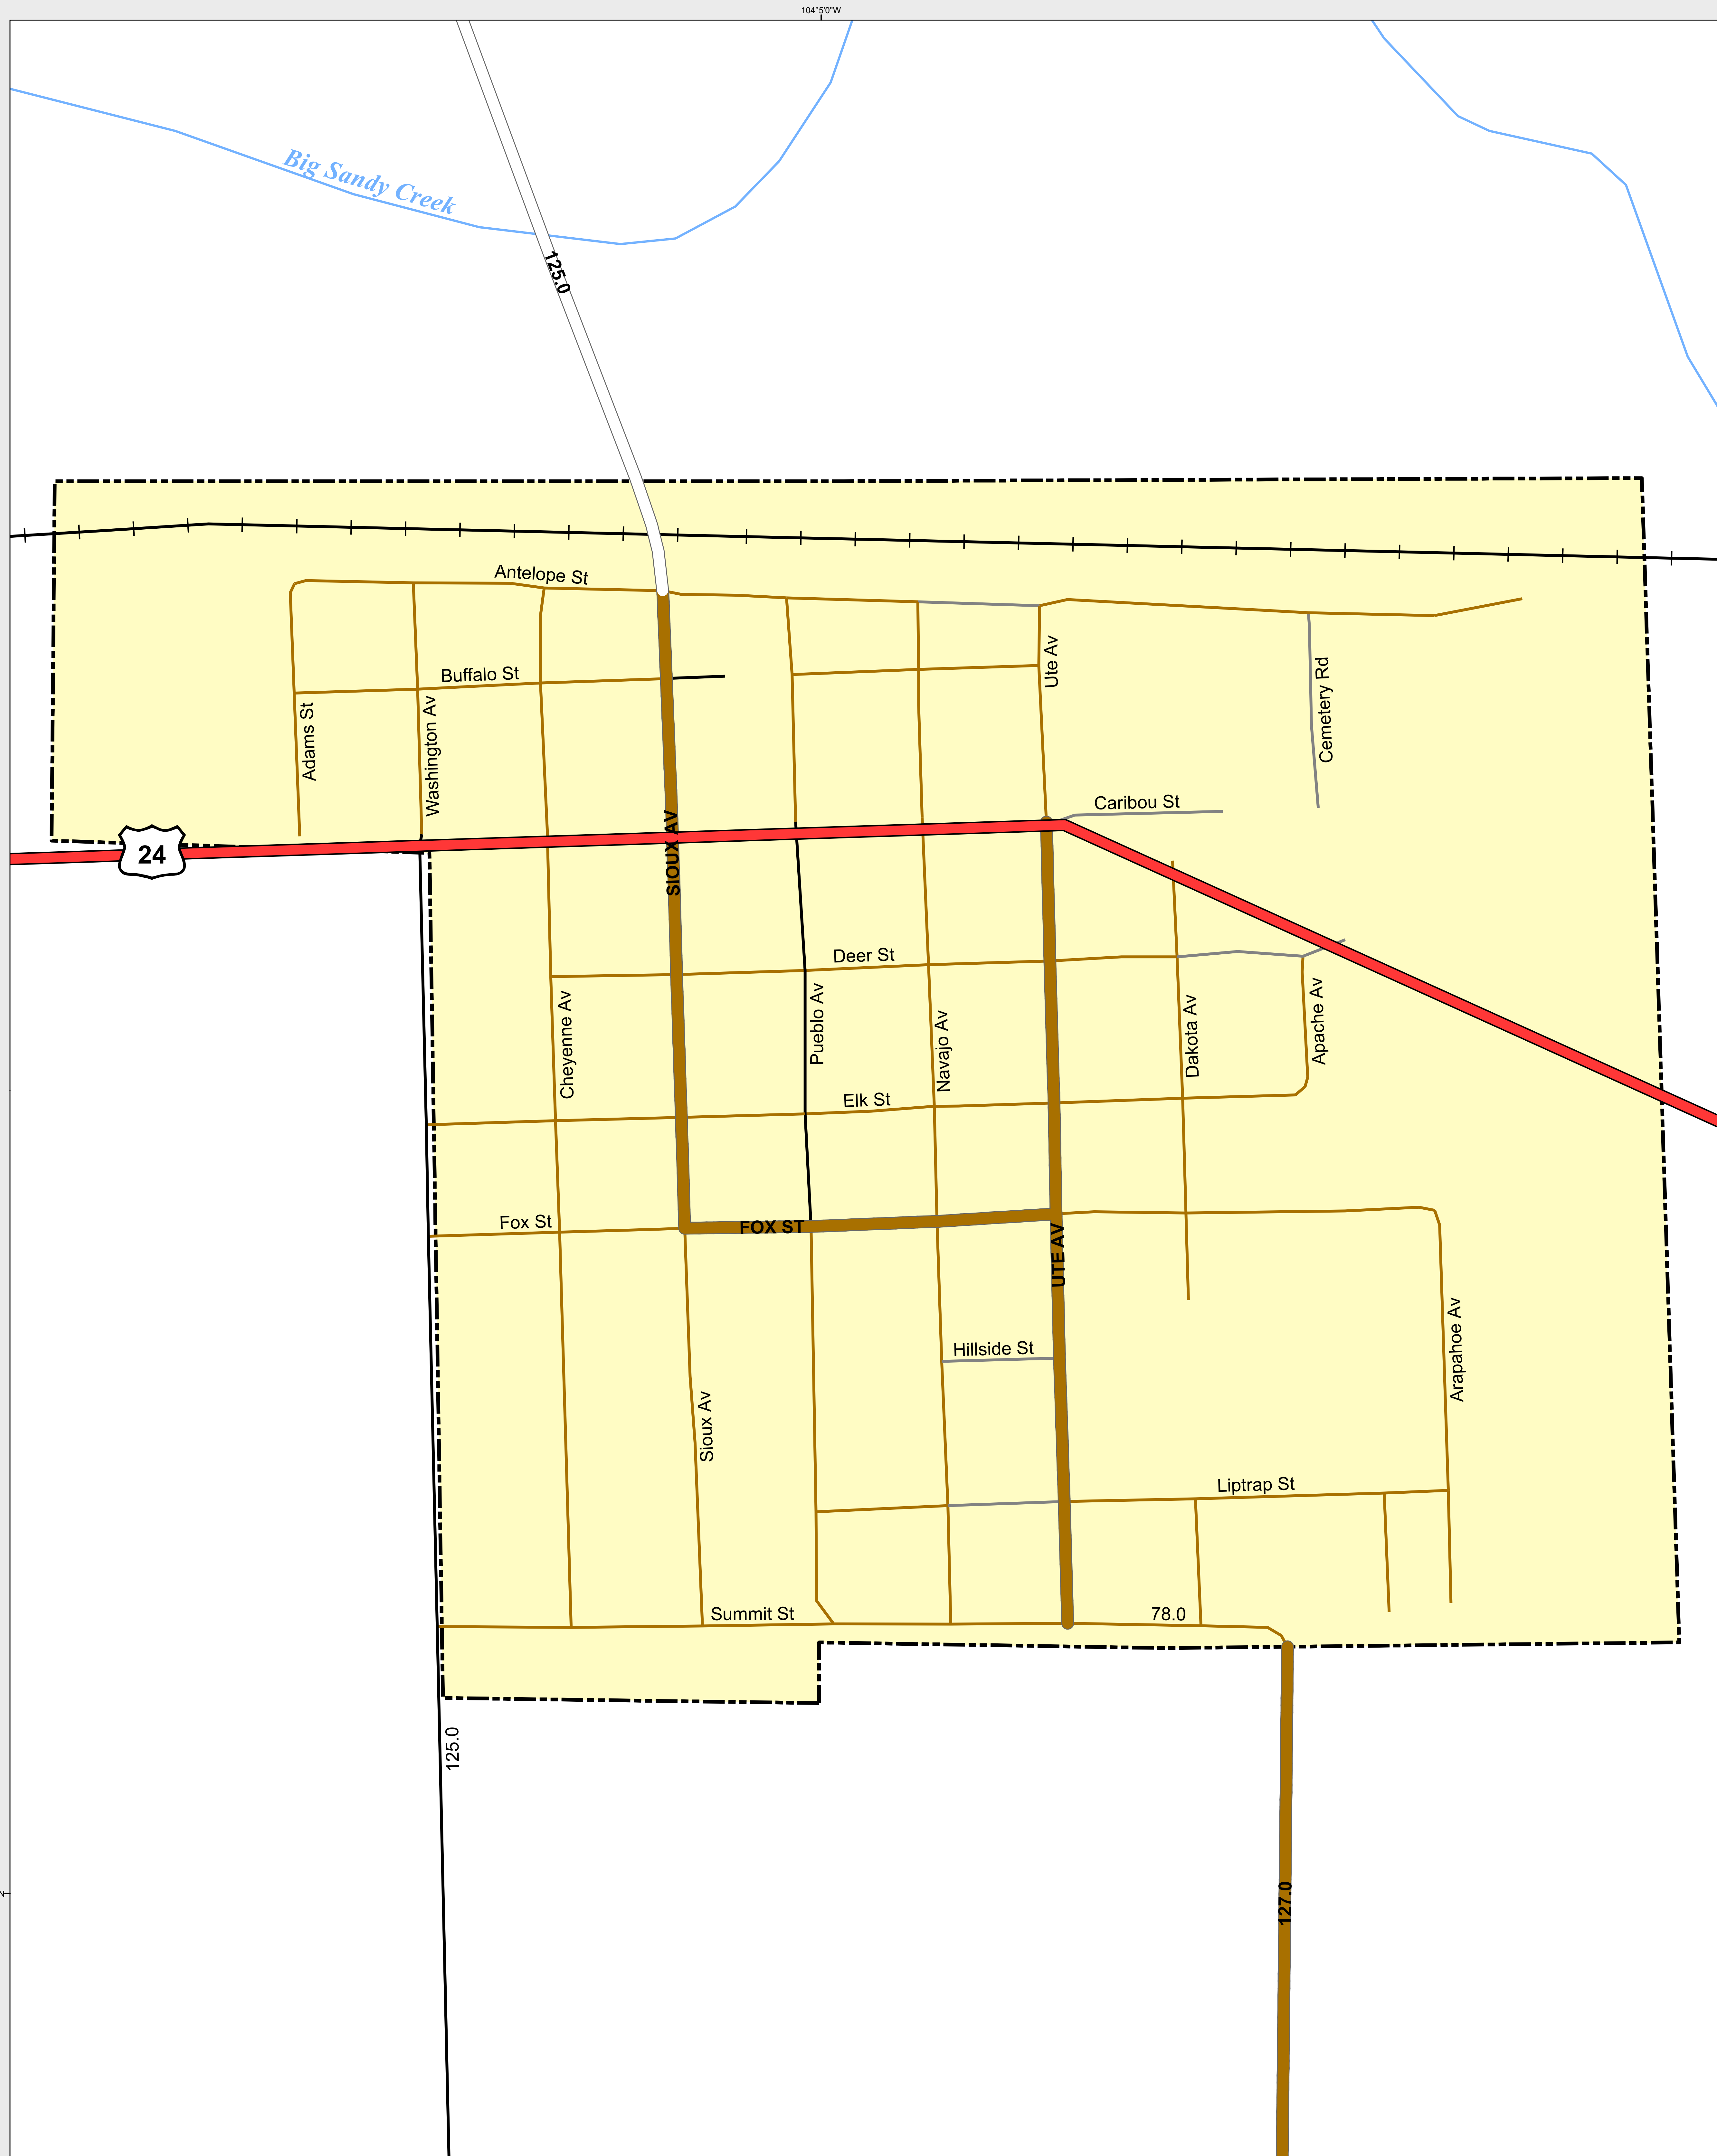 104°5'0"W
Big Sandy Creek
125.0
Antelope St
Buffalo St
Ute Av
Cemetery Rd
Adams St
Washington Av
Caribou St
24
SIOUX AV
Deer St
Cheyenne Av
Pueblo Av
Navajo Av
Dakota Av
Apache Av
Elk St
Fox St
FOX ST
UTE AV
Hillside St
Arapahoe Av
Sioux Av
Liptrap St
Summit St
78.0
125.0
127.0